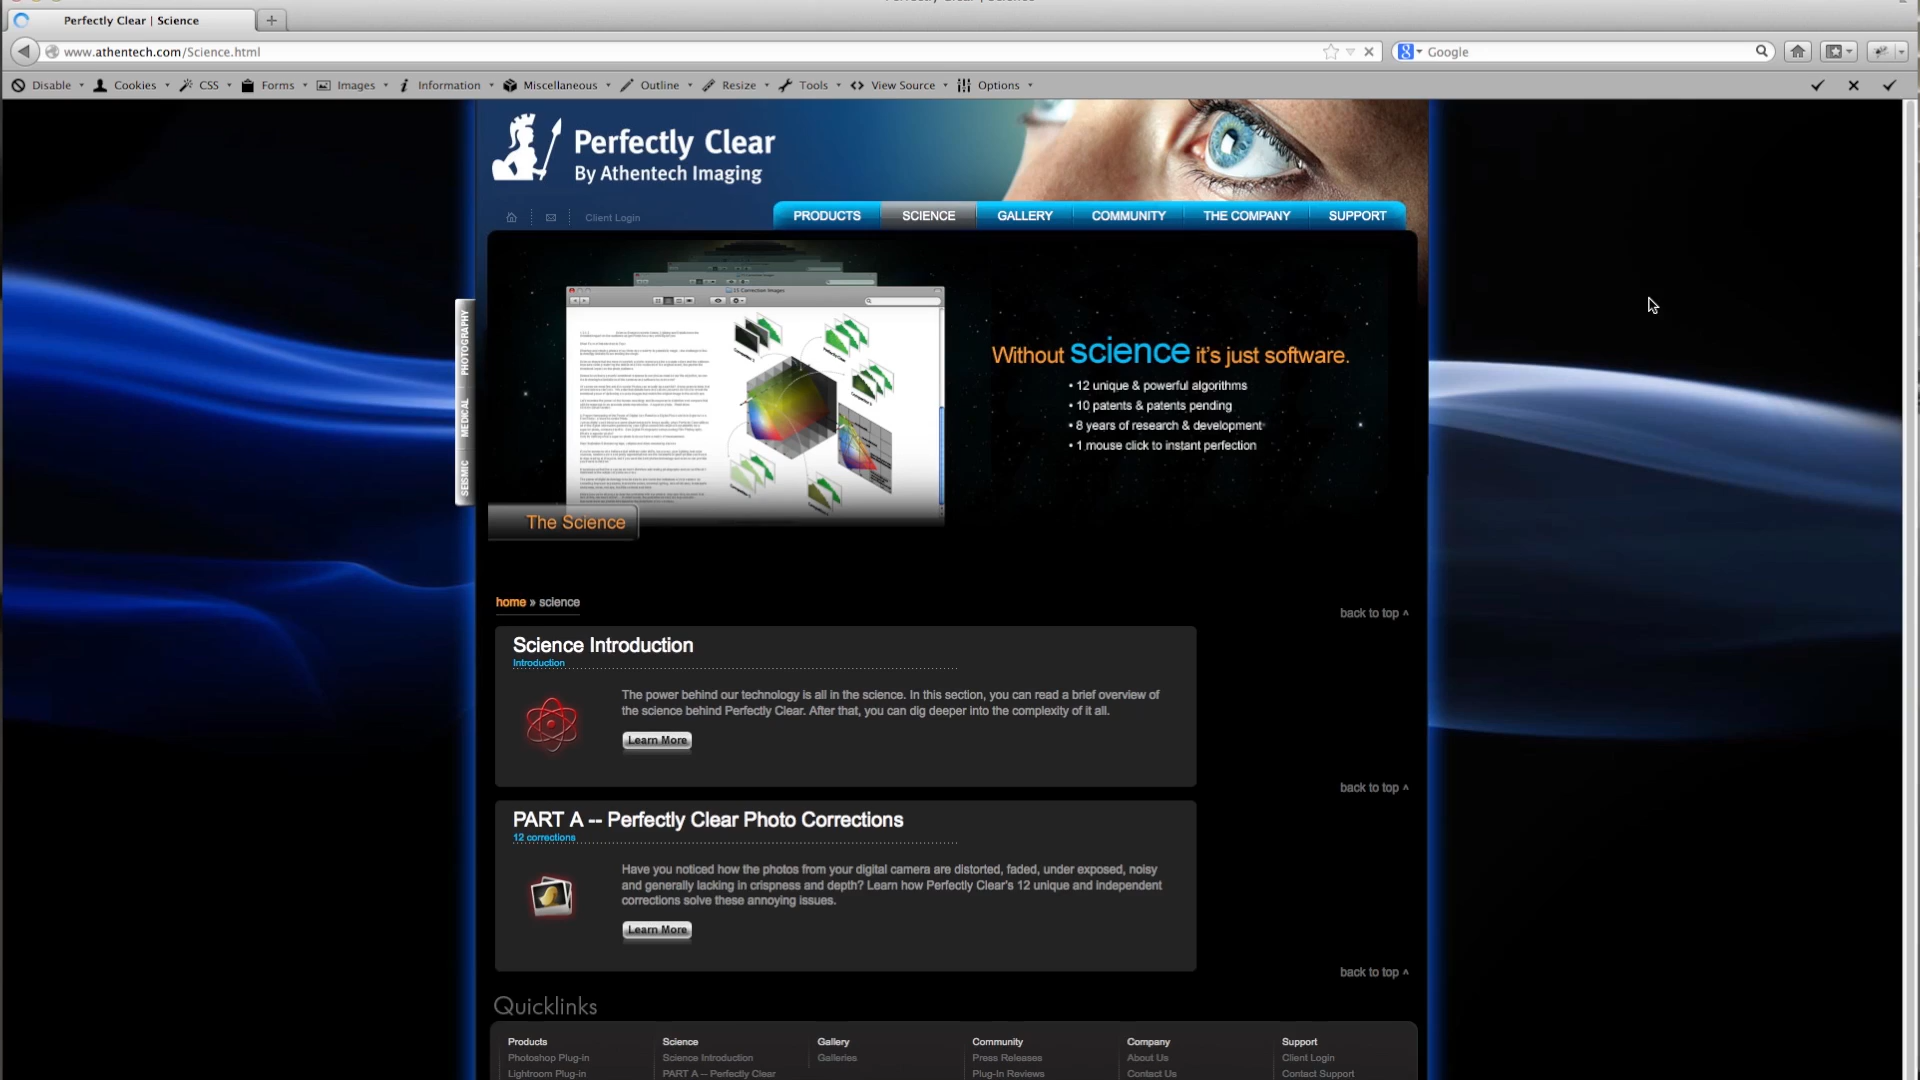 Perfectly Clear | Science
www.athentech.com/Science.html
Google
Disable
Cookies
CSS
Forms
Images
Information
Miscellaneous
Outline
Resize
Tools
View Source
Options
Perfectly Clear
By Athentech Imaging
Client Login
PRODUCTS
SCIENCE
GALLERY
COMMUNITY
THE COMPANY
SUPPORT
PHOTOGRAPHY
MEDICAL
SEISMIC
15 Correction Images
Without science it's just software.
• 12 unique & powerful algorithms
• 10 patents & patents pending
• 8 years of research & development
• 1 mouse click to instant perfection
The Science
home » science
back to top ^
Science Introduction
Introduction
The power behind our technology is all in the science. In this section, you can read a brief overview of
the science behind Perfectly Clear. After that, you can dig deeper into the complexity of it all.
Learn More
back to top ^
PART A -- Perfectly Clear Photo Corrections
12 corrections
Have you noticed how the photos from your digital camera are distorted, faded, under exposed, noisy
and generally lacking in crispness and depth? Learn how Perfectly Clear's 12 unique and independent
corrections solve these annoying issues.
Learn More
back to top ^
Quicklinks
Products
Photoshop Plug-in
Lightroom Plug-in
Science
Science Introduction
PART A -- Perfectly Clear
Gallery
Galleries
Community
Press Releases
Plug-In Reviews
Company
About Us
Contact Us
Support
Client Login
Contact Support